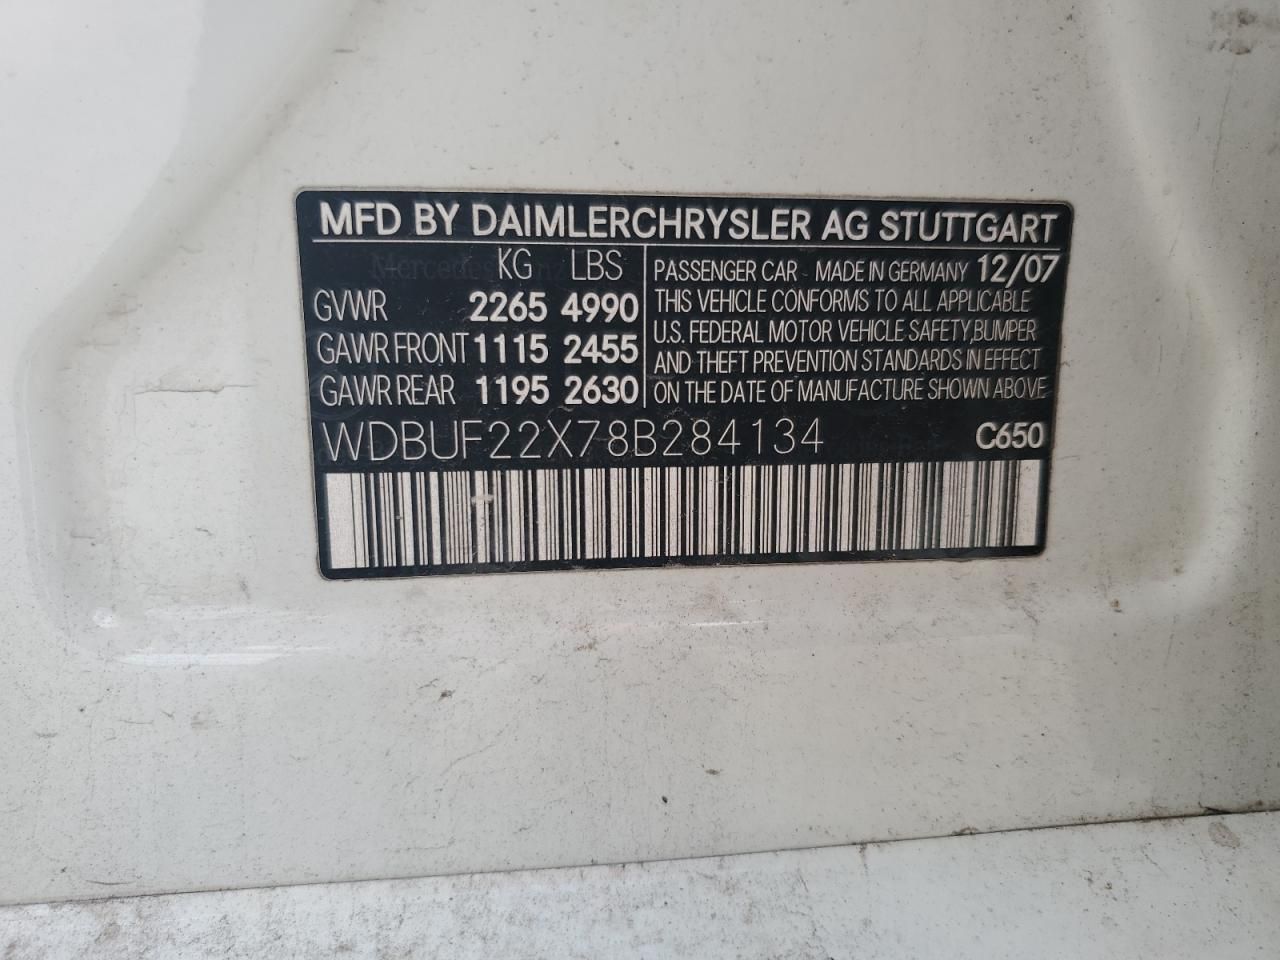 MFD BY DAIMLERCHRYSLER AG STUTTGART
KG LBS
GVWR 2265 4990
GAWR FRONT 1115 2455
GAWR REAR 1195 2630
PASSENGER CAR - MADE IN GERMANY 12/07
THIS VEHICLE CONFORMS TO ALL APPLICABLE
U.S. FEDERAL MOTOR VEHICLE SAFETY, BUMPER
AND THEFT PREVENTION STANDARDS IN EFFECT
ON THE DATE OF MANUFACTURE SHOWN ABOVE
WDBUF22X78B284134 C650